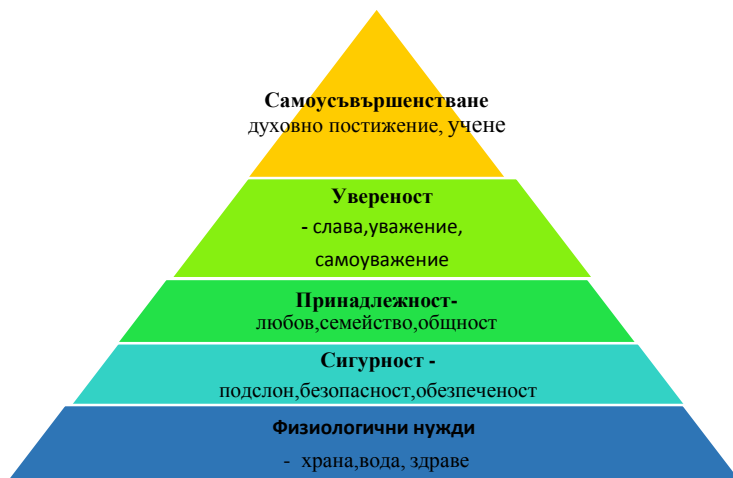 Самоусъвършенстване
духовно постижение, учене
Увереност
- слава,уважение,
самоуважение
Принадлежност-
любов,семейство,общност
Сигурност -
подслон,безопасност,обезпеченост
Физиологични нужди
- храна,вода, здраве